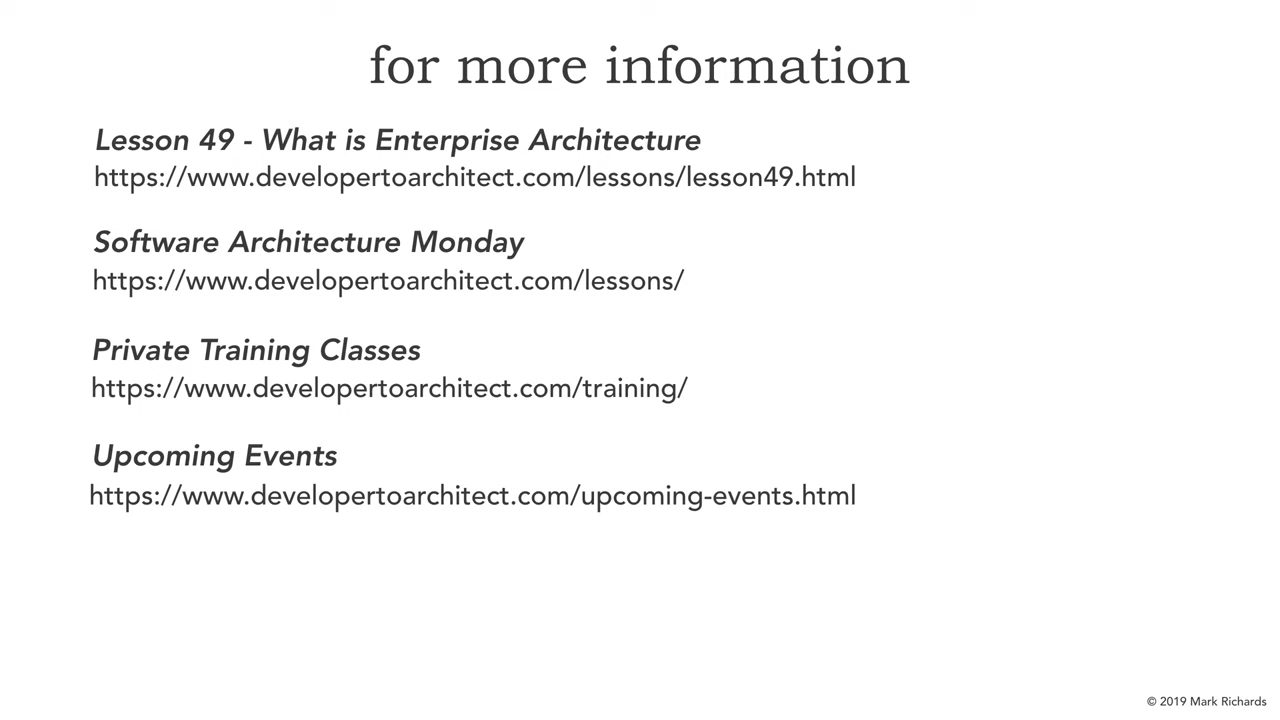 for more information
Lesson 49 - What is Enterprise Architecture
https://www.developertoarchitect.com/lessons/lesson49.html
Software Architecture Monday
https://www.developertoarchitect.com/lessons/
Private Training Classes
https://www.developertoarchitect.com/training/
Upcoming Events
https://www.developertoarchitect.com/upcoming-events.html
© 2019 Mark Richards